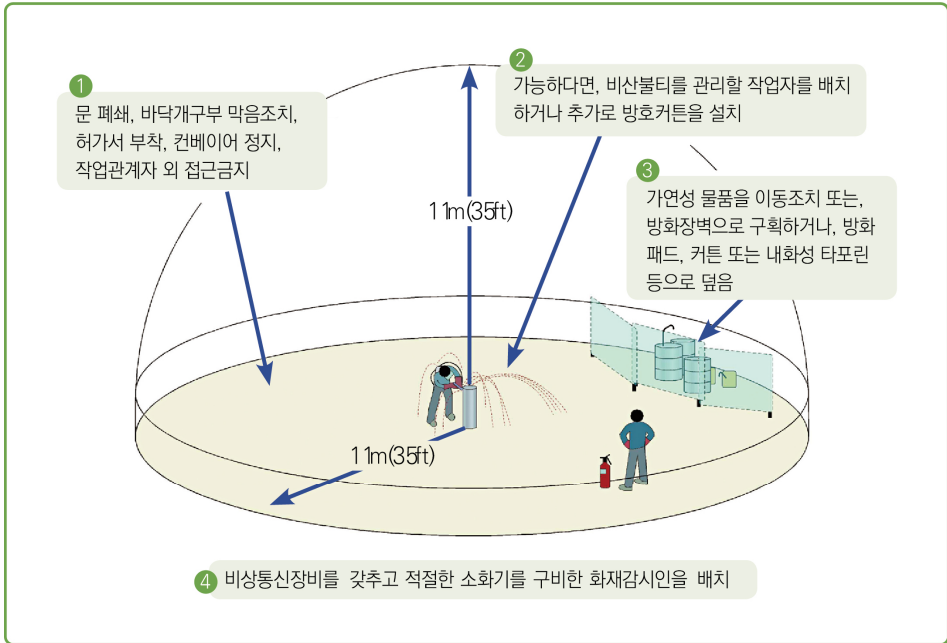 1
문 폐쇄, 바닥개구부 막음조치,
허가서 부착, 컨베이어 정지,
작업관계자 외 접근금지
2
가능하다면, 비산불티를 관리할 작업자를 배치
하거나 추가로 방호커튼을 설치
3
가연성 물품을 이동조치 또는,
방화장벽으로 구획하거나, 방화
패드, 커튼 또는 내화성 타포린
등으로 덮음
11m(35ft)
11m(35ft)
4 비상통신장비를 갖추고 적절한 소화기를 구비한 화재감시인을 배치